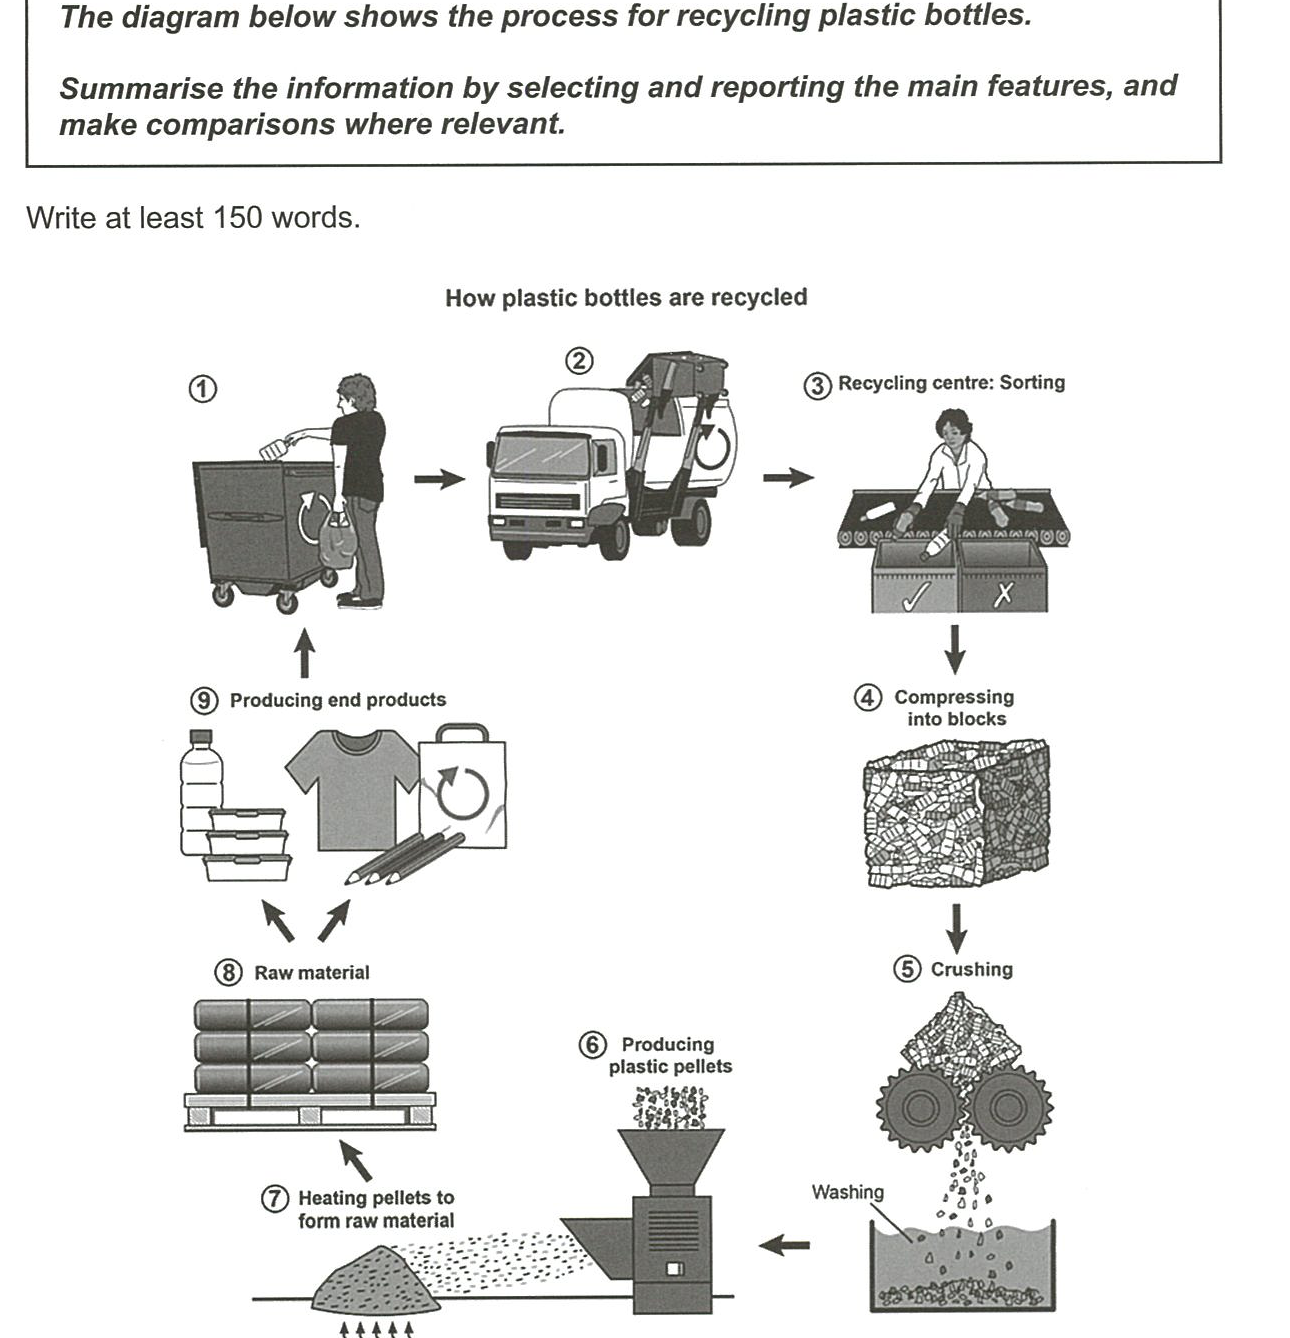 The diagram below shows the process for recycling plastic bottles.
Summarise the information by selecting and reporting the main features, and
make comparisons where relevant.
Write at least 150 words.
How plastic bottles are recycled
1
2
3 Recycling centre: Sorting
4 Compressing
into blocks
5 Crushing
Washing
6 Producing
plastic pellets
7 Heating pellets to
form raw material
8 Raw material
9 Producing end products